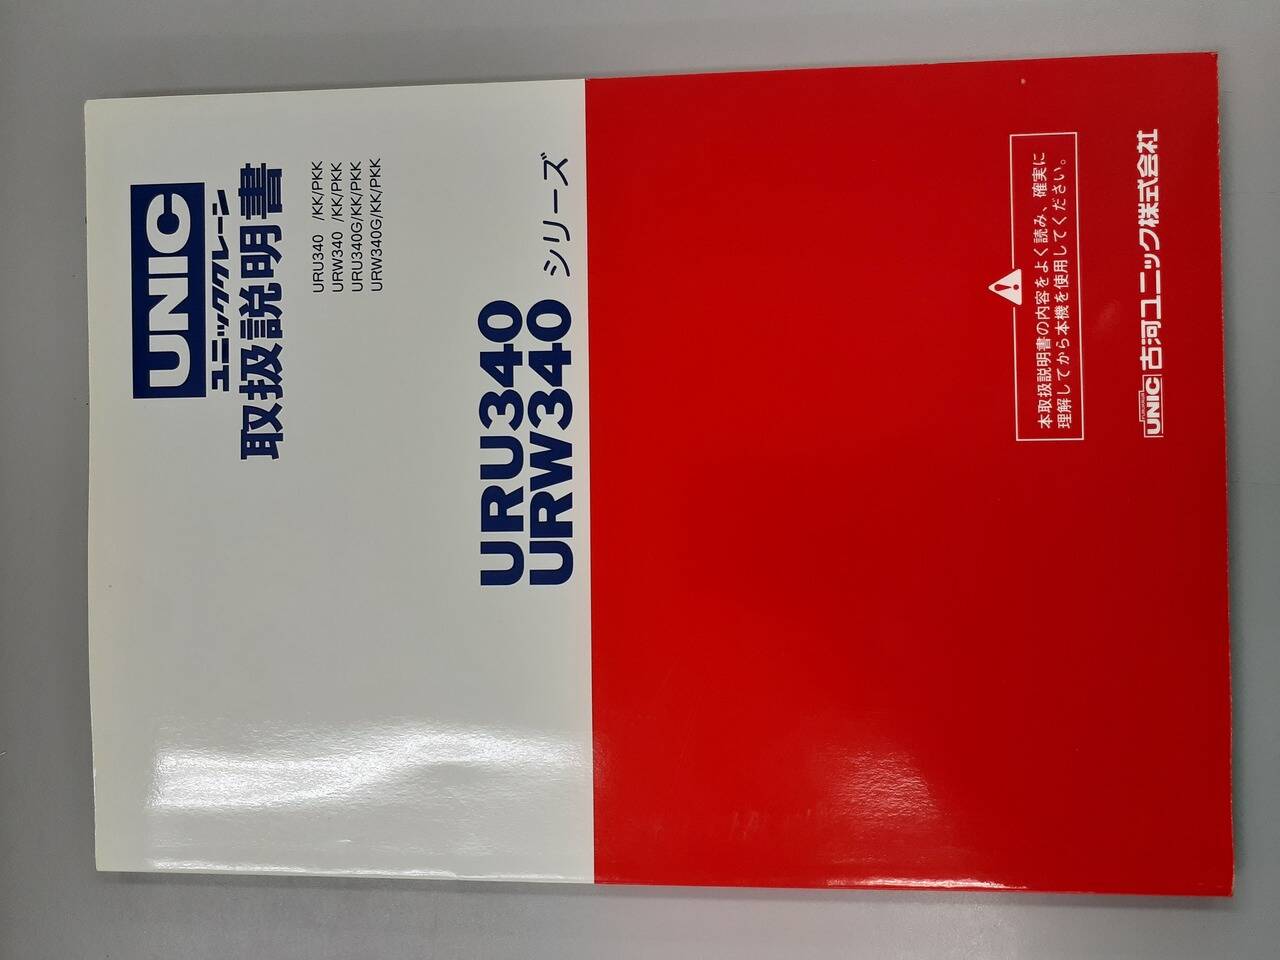 UNIC
ユニッククレーン
取扱説明書
URU340 /KK/PKK
URW340 /KK/PKK
URU340G/KK/PKK
URW340G/KK/PKK
URU340
URW340 シリーズ
本取扱説明書の内容をよく読み、確実に
理解してから本機を使用してください。
FURUKAWA
UNIC 古河ユニック株式会社